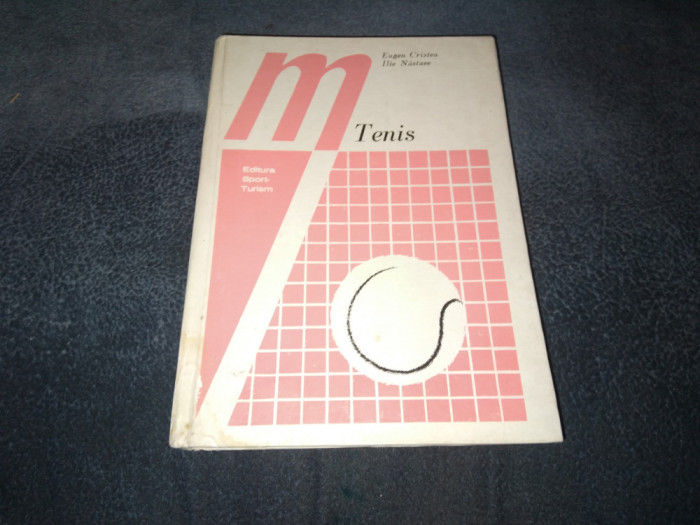 Eugen Cristea
Ilie Năstase
m
Tenis
Editura
Sport-
Turism